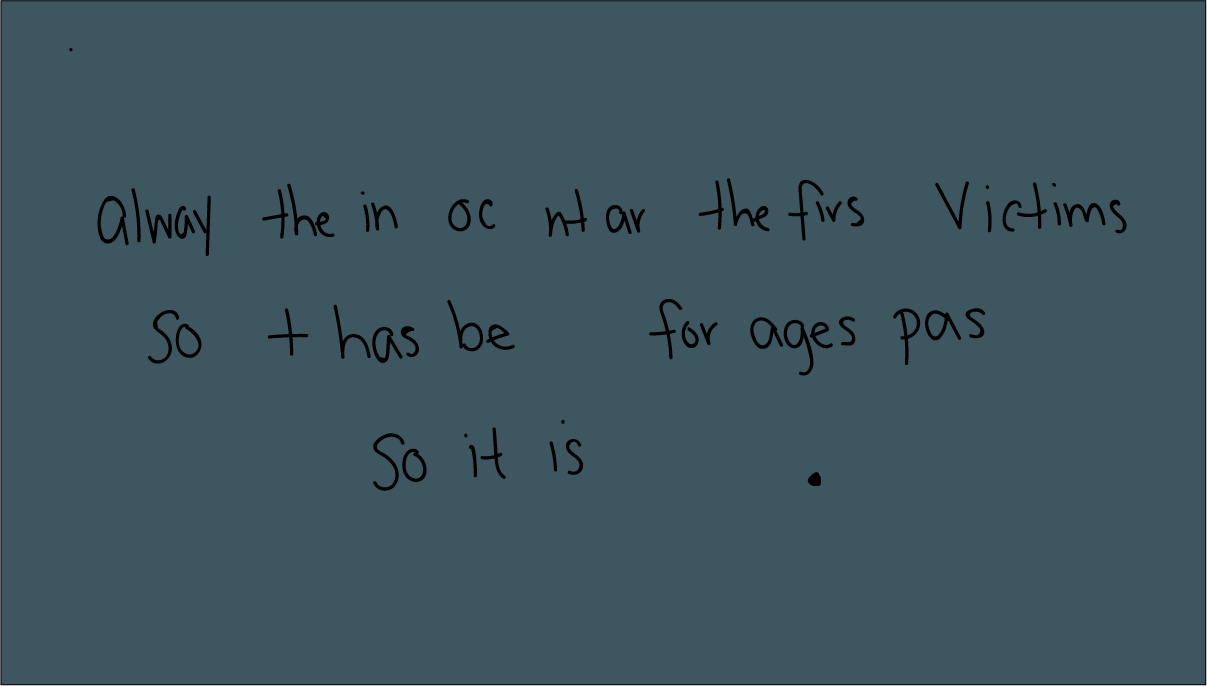 Alway the in oc nt ar the firs Victims
So t has be for ages pas
So it is .